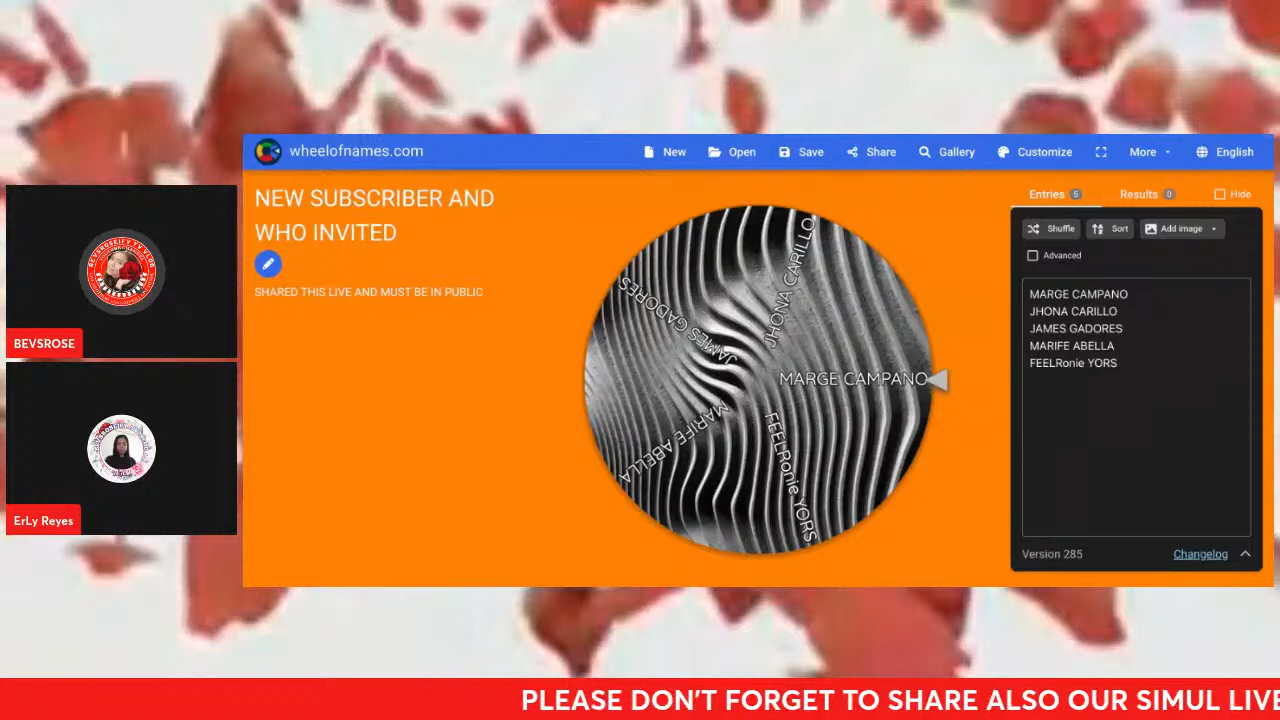 wheelofnames.com
New
Open
Save
Share
Gallery
Customize
More
English
NEW SUBSCRIBER AND
WHO INVITED
SHARED THIS LIVE AND MUST BE IN PUBLIC
Entries 5
Results 0
Hide
Shuffle
Sort
Add image
Advanced
MARGE CAMPANO
JHONA CARILLO
JAMES GADORES
MARIFE ABELLA
FEELRonie YORS
Version 285
Changelog
JHONA CARILLO
JAMES GADORES
MARGE CAMPANO
MARIFE ABELLA
FEELRonie YORS
BEVSROSE
ErLy Reyes
PLEASE DON'T FORGET TO SHARE ALSO OUR SIMUL LIVE